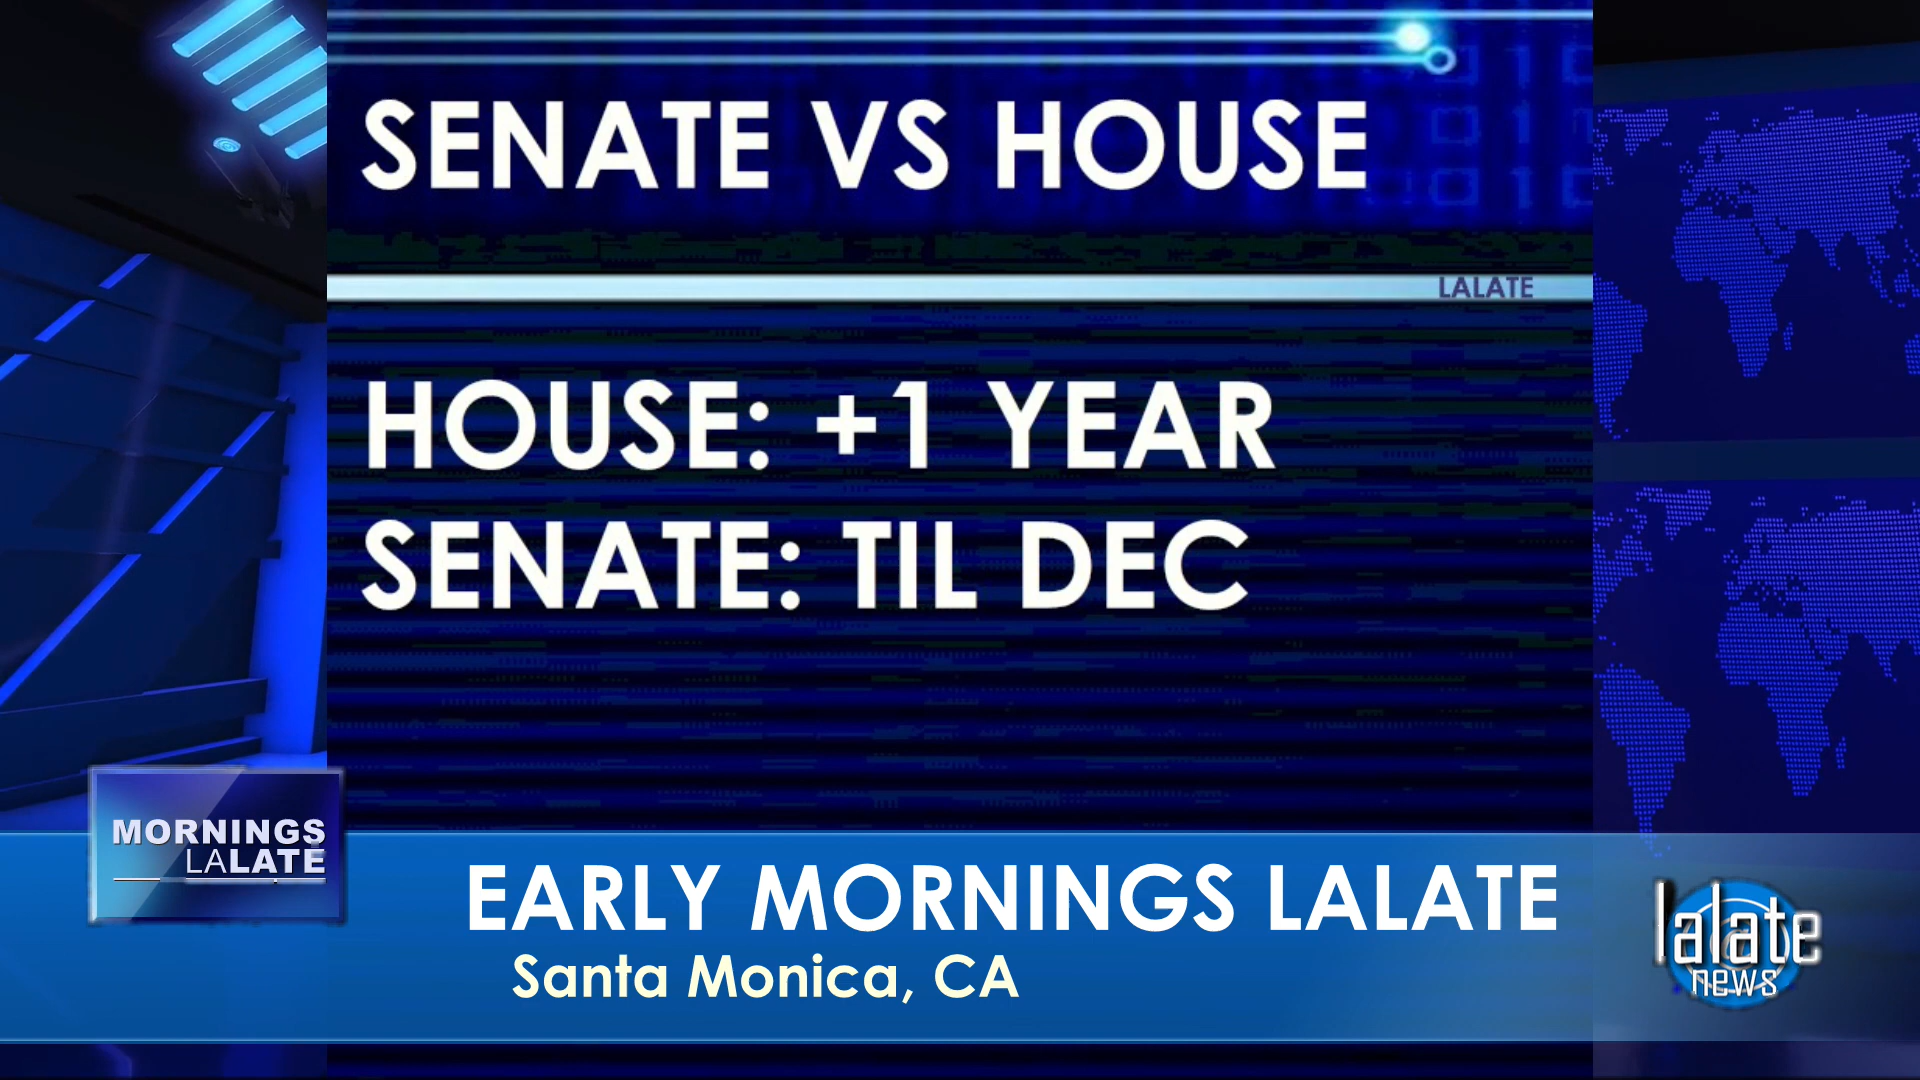 SENATE VS HOUSE
LALATE
HOUSE: +1 YEAR
SENATE: TIL DEC
MORNINGS
LALATE
EARLY MORNINGS LALATE
Santa Monica, CA
lalate
news